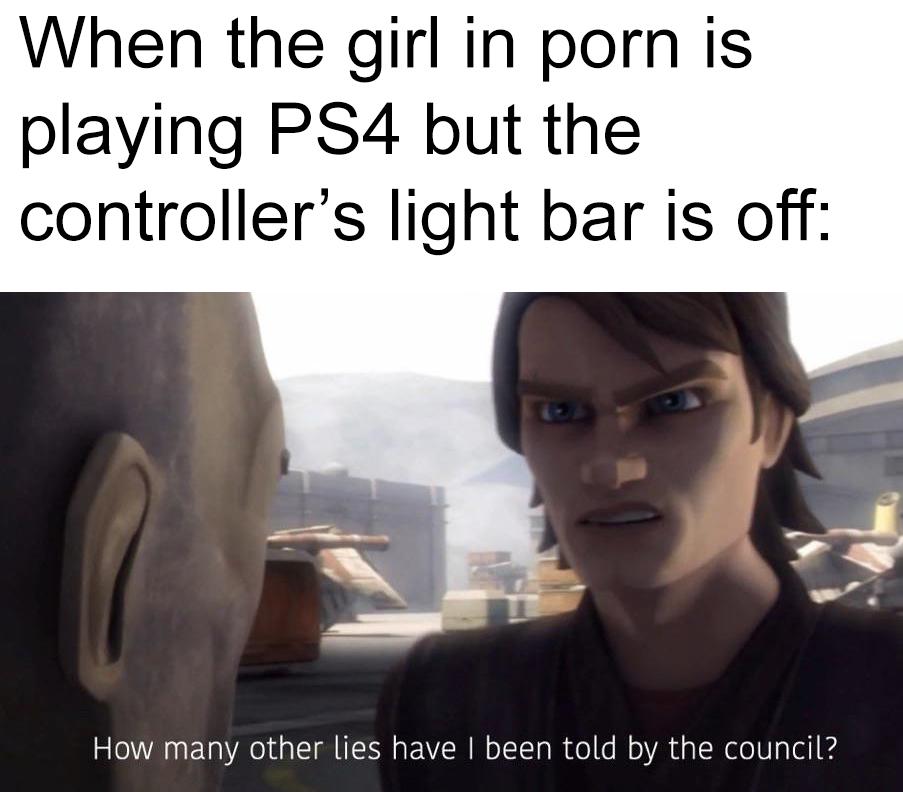 When the girl in porn is
playing PS4 but the
controller’s light bar is off:
How many other lies have I been told by the council?